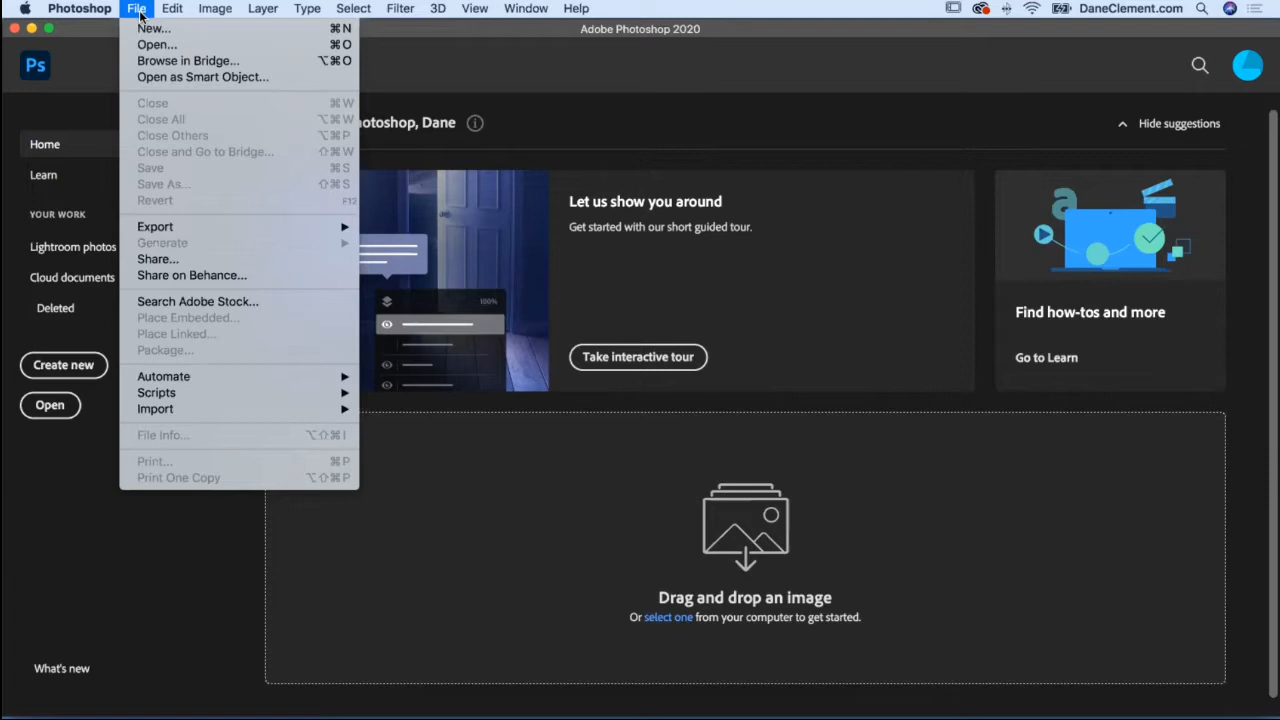 Photoshop File Edit Image Layer Type Select Filter 3D View Window Help DaneClement.com
Adobe Photoshop 2020
Ps
New... ⌘N
Open... ⌘O
Browse in Bridge... ⌥⌘O
Open as Smart Object...
Close ⌘W
Close All ⌥⌘W
Close Others ⌥⌘P
Close and Go to Bridge... ⇧⌘W
Save ⌘S
Save As... ⇧⌘S
Revert F12
Export
Generate
Share...
Share on Behance...
Search Adobe Stock...
Place Embedded...
Place Linked...
Package...
Automate
Scripts
Import
File Info... ⌥⇧⌘I
Print... ⌘P
Print One Copy ⌥⇧⌘P
Home
Learn
YOUR WORK
Lightroom photos
Cloud documents
Deleted
Create new
Open
What's new
otoshop, Dane
Hide suggestions
100%
Let us show you around
Get started with our short guided tour.
Take interactive tour
Find how-tos and more
Go to Learn
Drag and drop an image
Or select one from your computer to get started.